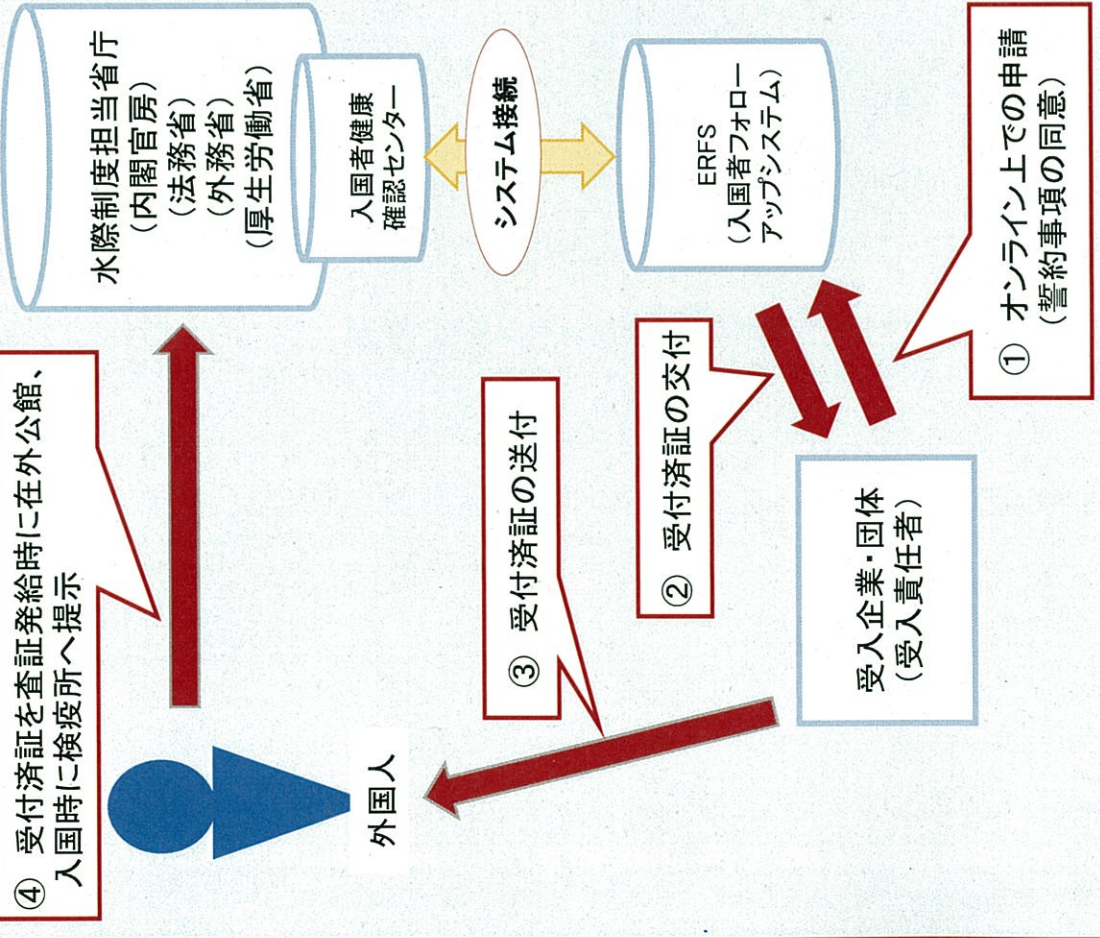 ④ 受付済証を査証発給時に在外公館、
入国時に検疫所へ提示
水際制度担当省庁
(内閣官房)
(法務省)
(外務省)
(厚生労働省)
入国者健康
確認センター
システム接続
ERFS
(入国者フォロー
アップシステム)
外国人
③ 受付済証の送付
② 受付済証の交付
受入企業・団体
(受入責任者)
① オンライン上での申請
(誓約事項の同意)